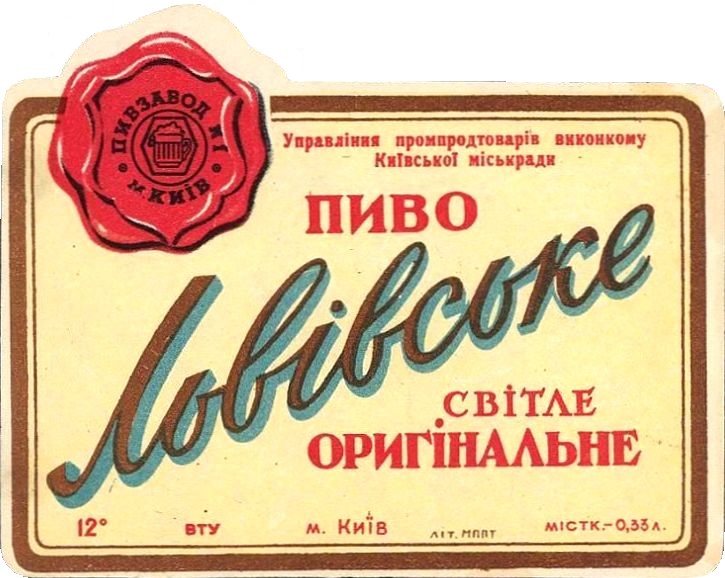 ПИВЗАВОД №1
М. КИЇВ
Управління промпродтоварів виконкому
Київської міськради
ПИВО
Ловівське
СВІТЛЕ
ОРИГІНАЛЬНЕ
12° ВТУ м. Київ ЛІТ. МППТ МІСТК.-0,33 л.